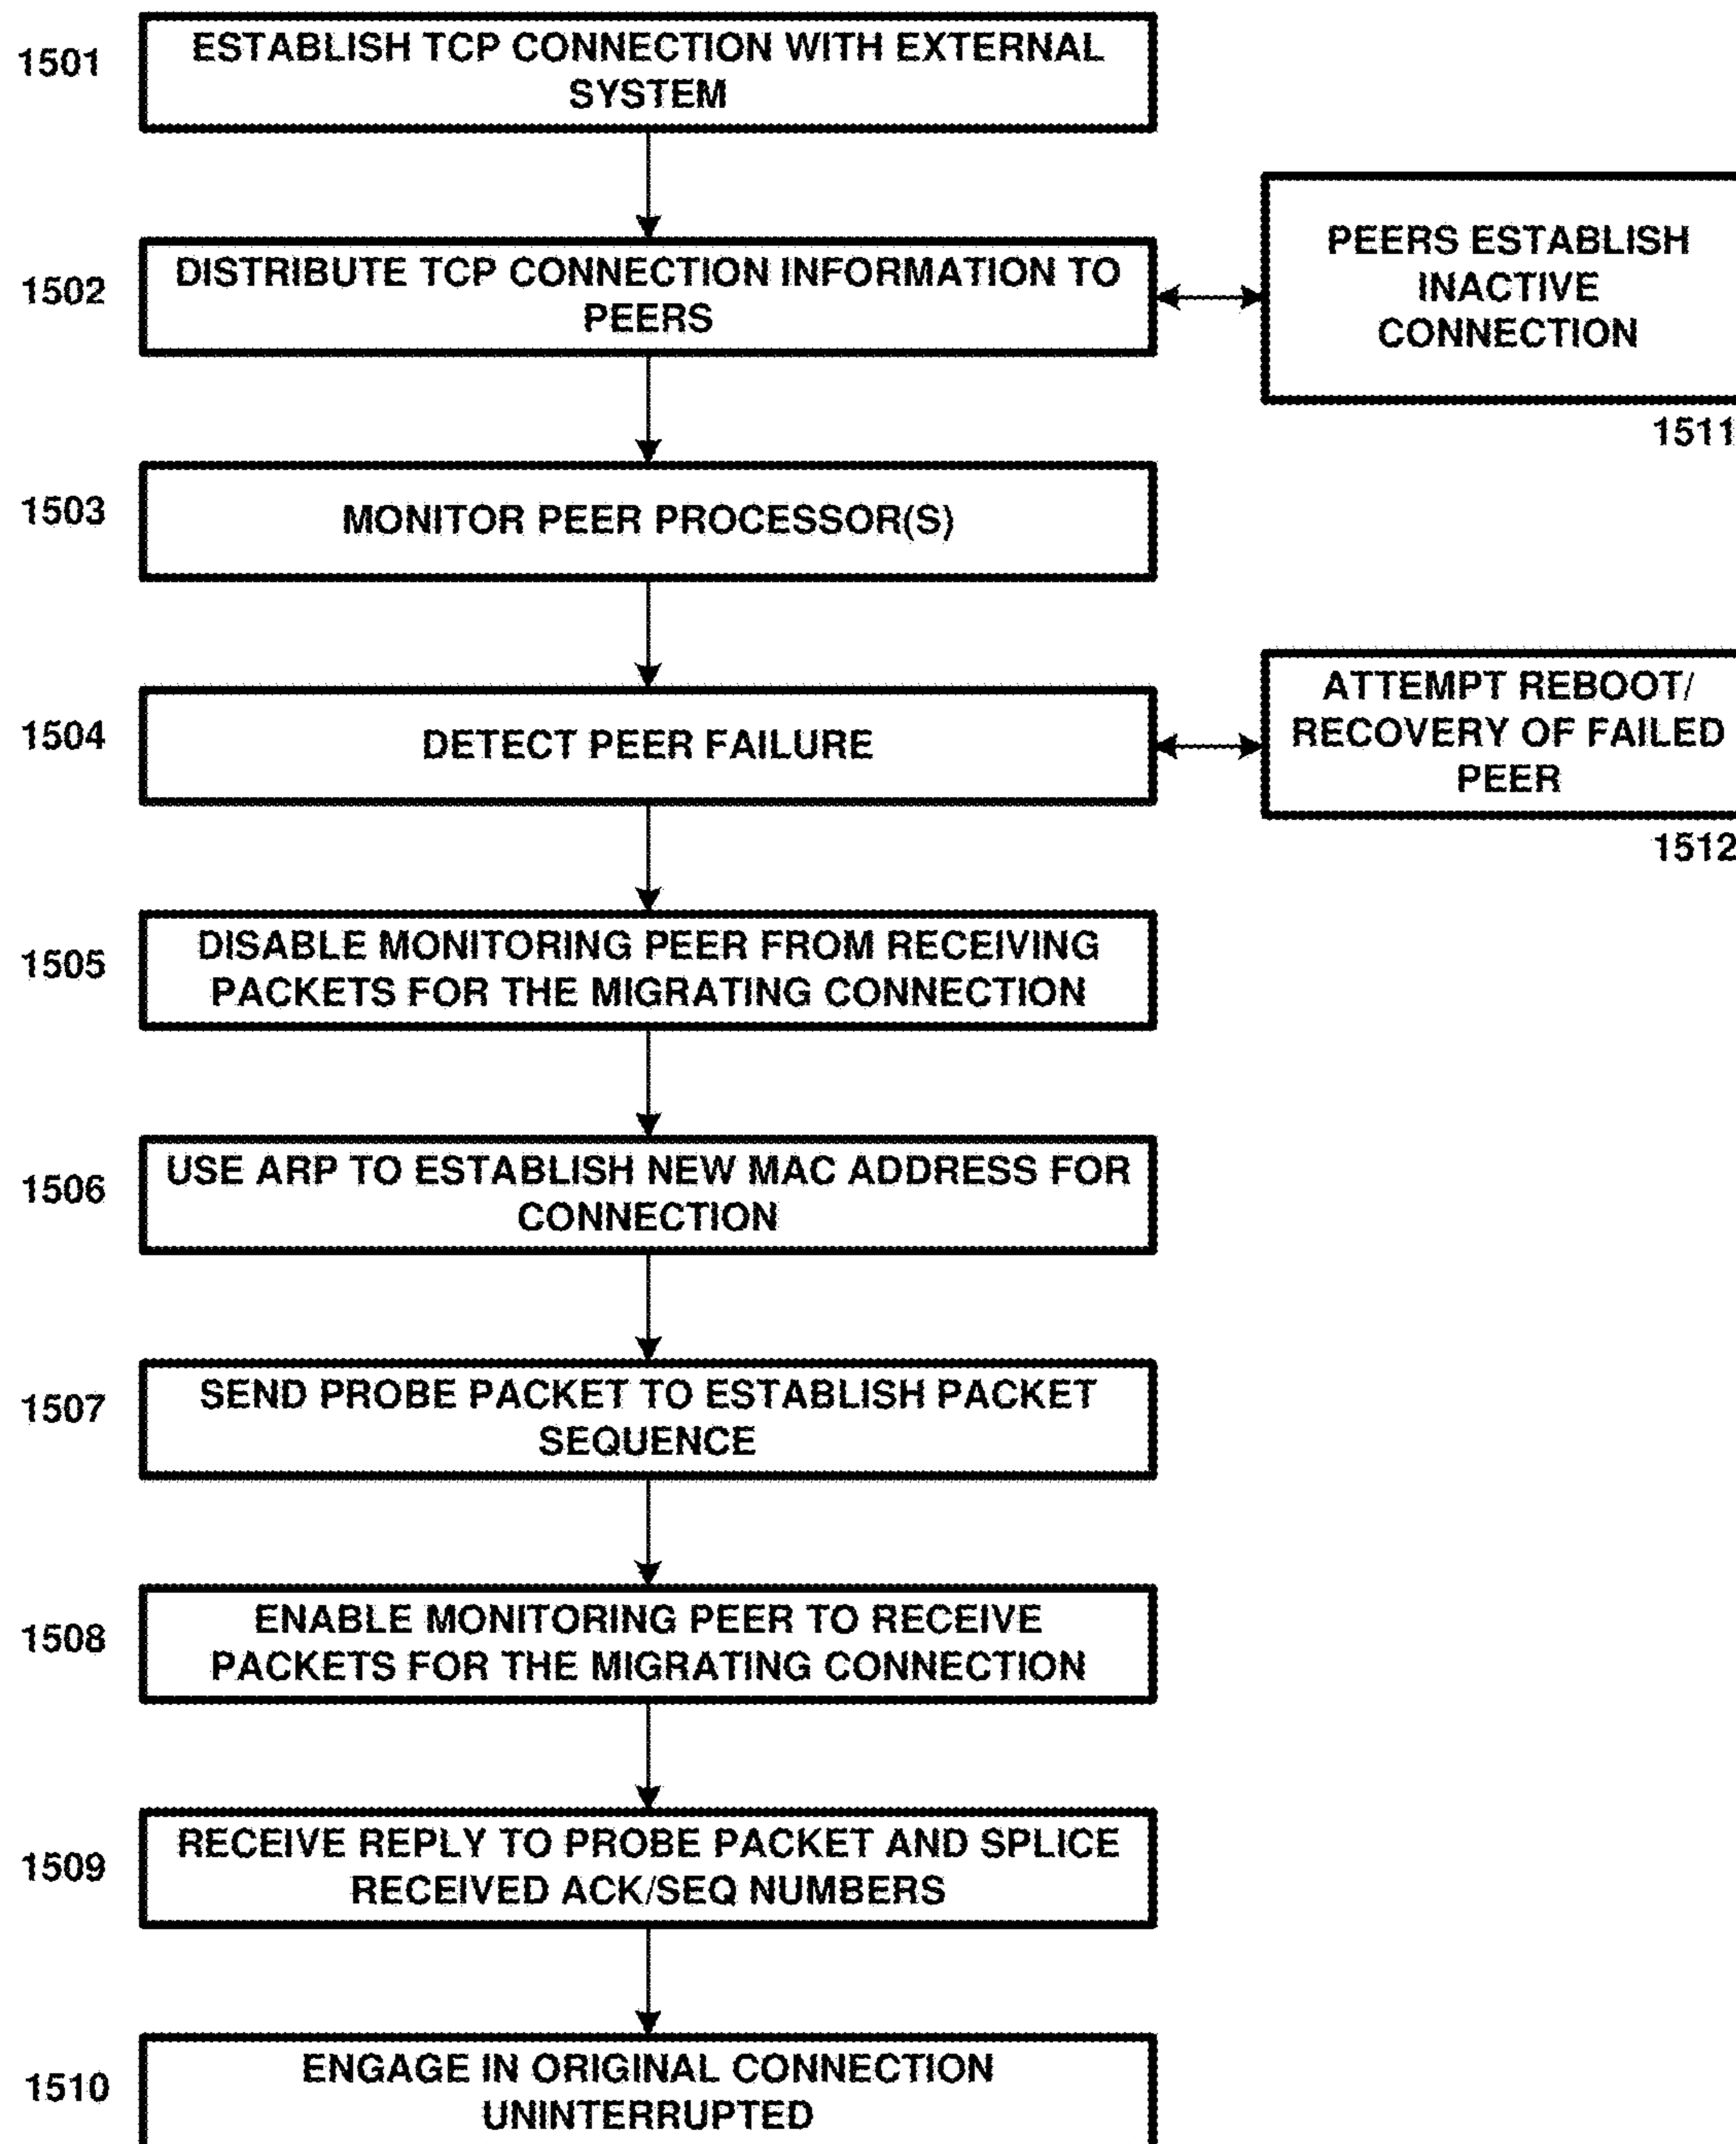 1501
ESTABLISH TCP CONNECTION WITH EXTERNAL
SYSTEM
1502
DISTRIBUTE TCP CONNECTION INFORMATION TO
PEERS
PEERS ESTABLISH
INACTIVE
CONNECTION
1511
1503
MONITOR PEER PROCESSOR(S)
1504
DETECT PEER FAILURE
ATTEMPT REBOOT/
RECOVERY OF FAILED
PEER
1512
1505
DISABLE MONITORING PEER FROM RECEIVING
PACKETS FOR THE MIGRATING CONNECTION
1506
USE ARP TO ESTABLISH NEW MAC ADDRESS FOR
CONNECTION
1507
SEND PROBE PACKET TO ESTABLISH PACKET
SEQUENCE
1508
ENABLE MONITORING PEER TO RECEIVE
PACKETS FOR THE MIGRATING CONNECTION
1509
RECEIVE REPLY TO PROBE PACKET AND SPLICE
RECEIVED ACK/SEQ NUMBERS
1510
ENGAGE IN ORIGINAL CONNECTION
UNINTERRUPTED